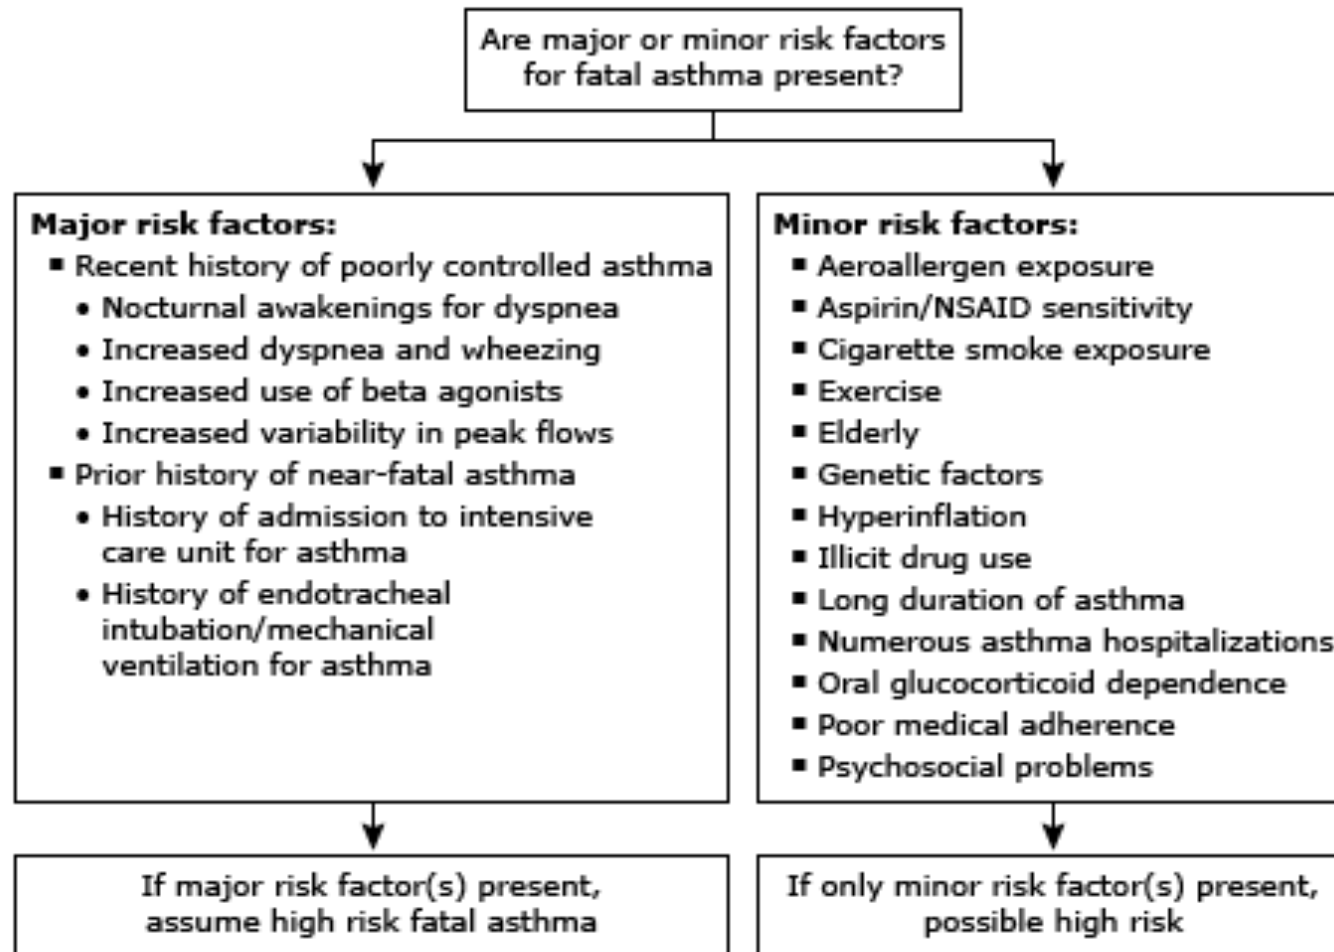 Are major or minor risk factors
for fatal asthma present?
Major risk factors:
▪ Recent history of poorly controlled asthma
• Nocturnal awakenings for dyspnea
• Increased dyspnea and wheezing
• Increased use of beta agonists
• Increased variability in peak flows
▪ Prior history of near-fatal asthma
• History of admission to intensive
care unit for asthma
• History of endotracheal
intubation/mechanical
ventilation for asthma
Minor risk factors:
▪ Aeroallergen exposure
▪ Aspirin/NSAID sensitivity
▪ Cigarette smoke exposure
▪ Exercise
▪ Elderly
▪ Genetic factors
▪ Hyperinflation
▪ Illicit drug use
▪ Long duration of asthma
▪ Numerous asthma hospitalizations
▪ Oral glucocorticoid dependence
▪ Poor medical adherence
▪ Psychosocial problems
If major risk factor(s) present,
assume high risk fatal asthma
If only minor risk factor(s) present,
possible high risk